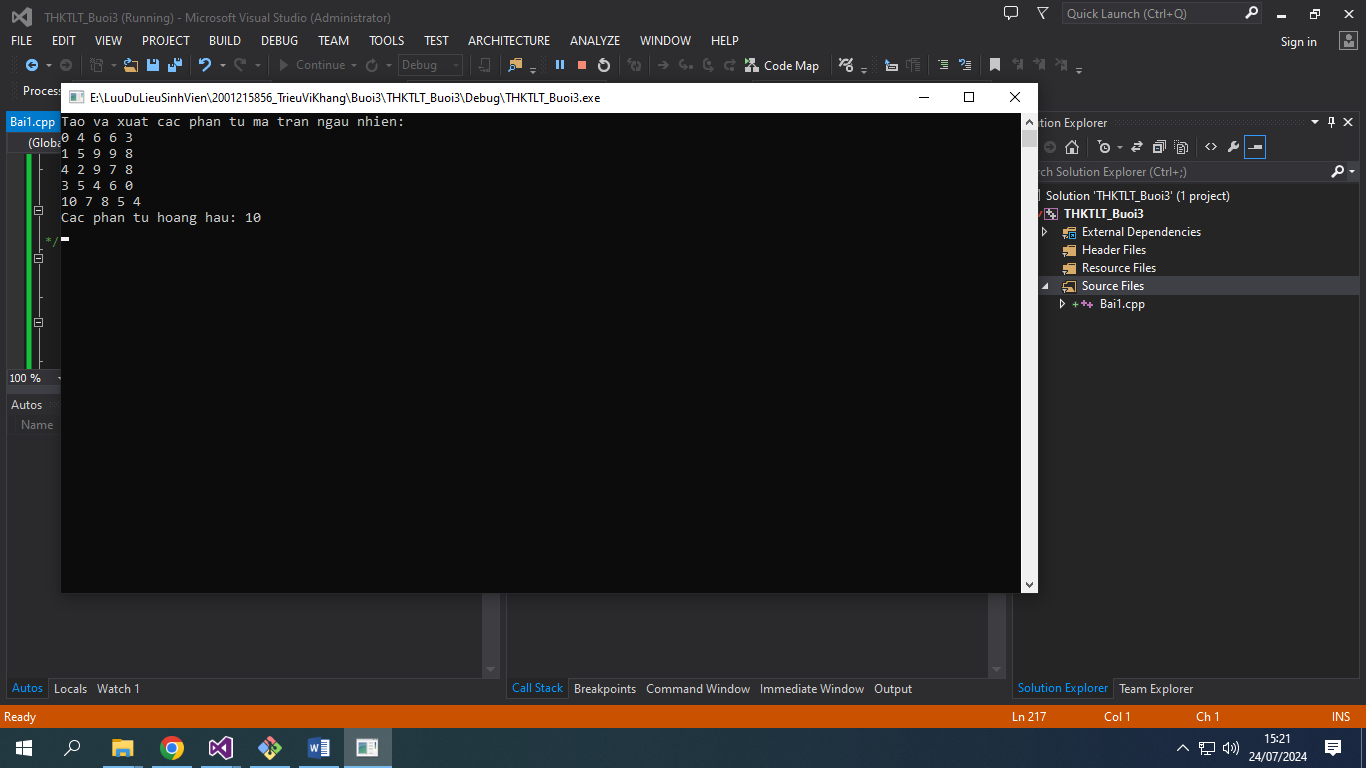 THKTLT_Buoi3 (Running) - Microsoft Visual Studio (Administrator)
Quick Launch (Ctrl+Q)
FILE EDIT VIEW PROJECT BUILD DEBUG TEAM TOOLS TEST ARCHITECTURE ANALYZE WINDOW HELP
Sign in
Continue Debug Code Map
Process
E:\LuuDuLieuSinhVien\2001215856_TrieuViKhang\Buoi3\THKTLT_Buoi3\Debug\THKTLT_Buoi3.exe
Bai1.cpp
(Globa
Tao va xuat cac phan tu ma tran ngau nhien:
0 4 6 6 3
1 5 9 9 8
4 2 9 7 8
3 5 4 6 0
10 7 8 5 4
Cac phan tu hoang hau: 10
*/
100 %
Autos
Name
ution Explorer
rch Solution Explorer (Ctrl+;)
Solution 'THKTLT_Buoi3' (1 project)
THKTLT_Buoi3
External Dependencies
Header Files
Resource Files
Source Files
Bai1.cpp
Autos Locals Watch 1
Call Stack Breakpoints Command Window Immediate Window Output
Solution Explorer Team Explorer
Ready Ln 217 Col 1 Ch 1 INS
15:21
24/07/2024